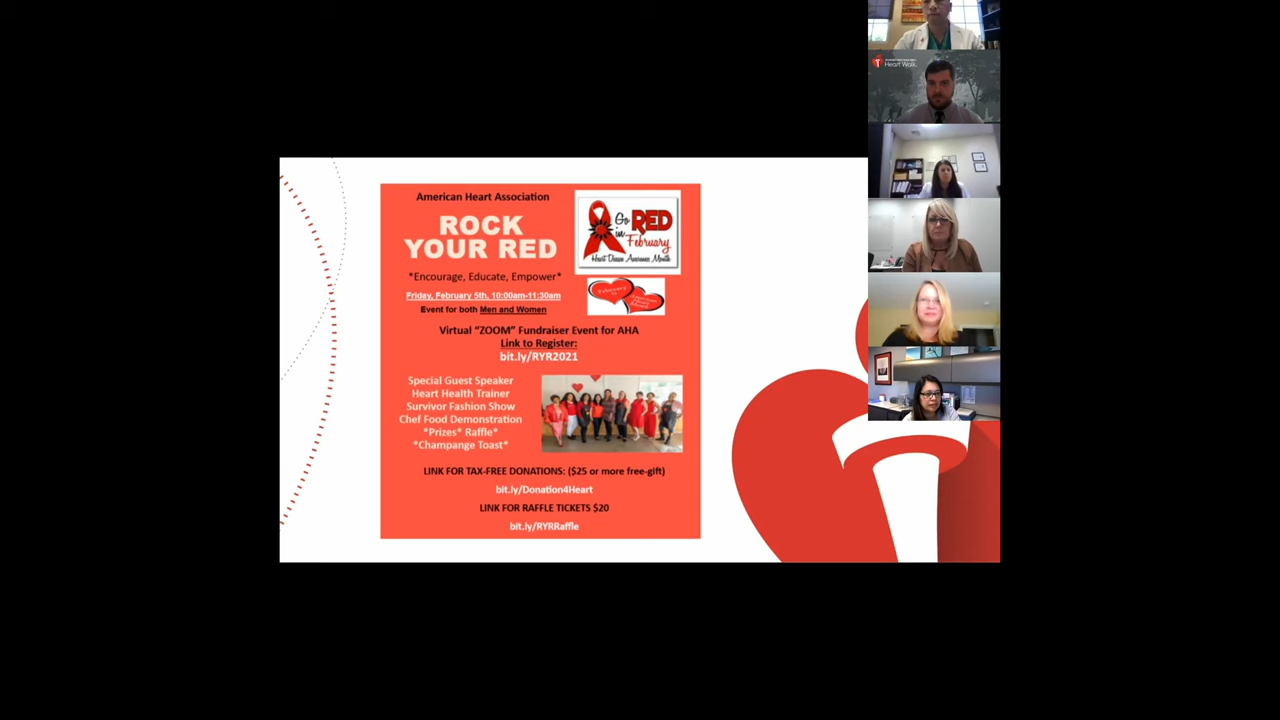 American Heart Association
ROCK
YOUR RED
*Encourage, Educate, Empower*
Friday, February 5th, 10:00am-11:30am
Event for both Men and Women
Go
RED
in
February
Heart Disease Awareness Month
Virtual “ZOOM” Fundraiser Event for AHA
Link to Register:
bit.ly/RYR2021
Special Guest Speaker
Heart Health Trainer
Survivor Fashion Show
Chef Food Demonstration
*Prizes* Raffle*
*Champange Toast*
LINK FOR TAX-FREE DONATIONS: ($25 or more free-gift)
bit.ly/Donation4Heart
LINK FOR RAFFLE TICKETS $20
bit.ly/RYRRaffle
Heart Walk.